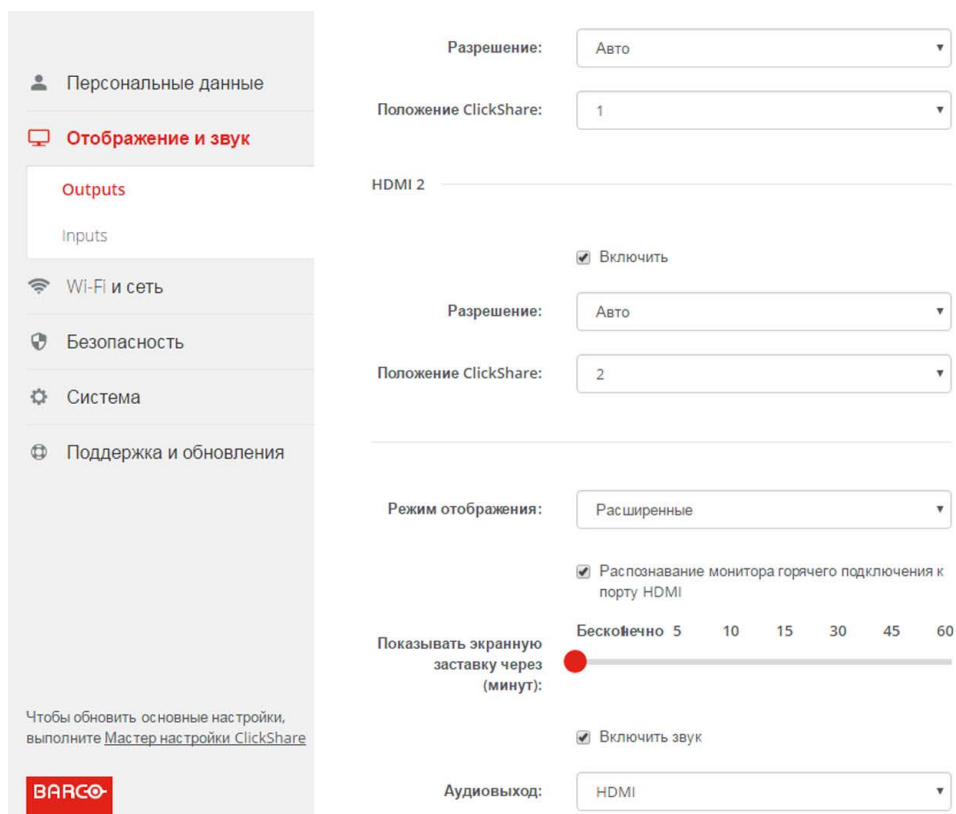 Персональные данные
Отображение и звук
Outputs
Inputs
Wi-Fi и сеть
Безопасность
Система
Поддержка и обновления
Чтобы обновить основные настройки,
выполните Мастер настройки ClickShare
BARCO
Разрешение: Авто
Положение ClickShare: 1
HDMI 2
Включить
Разрешение: Авто
Положение ClickShare: 2
Режим отображения: Расширенные
Распознавание монитора горячего подключения к
порту HDMI
Бесконечно 1 5 10 15 30 45 60
Показывать экранную
заставку через
(минут):
Включить звук
Аудиовыход: HDMI